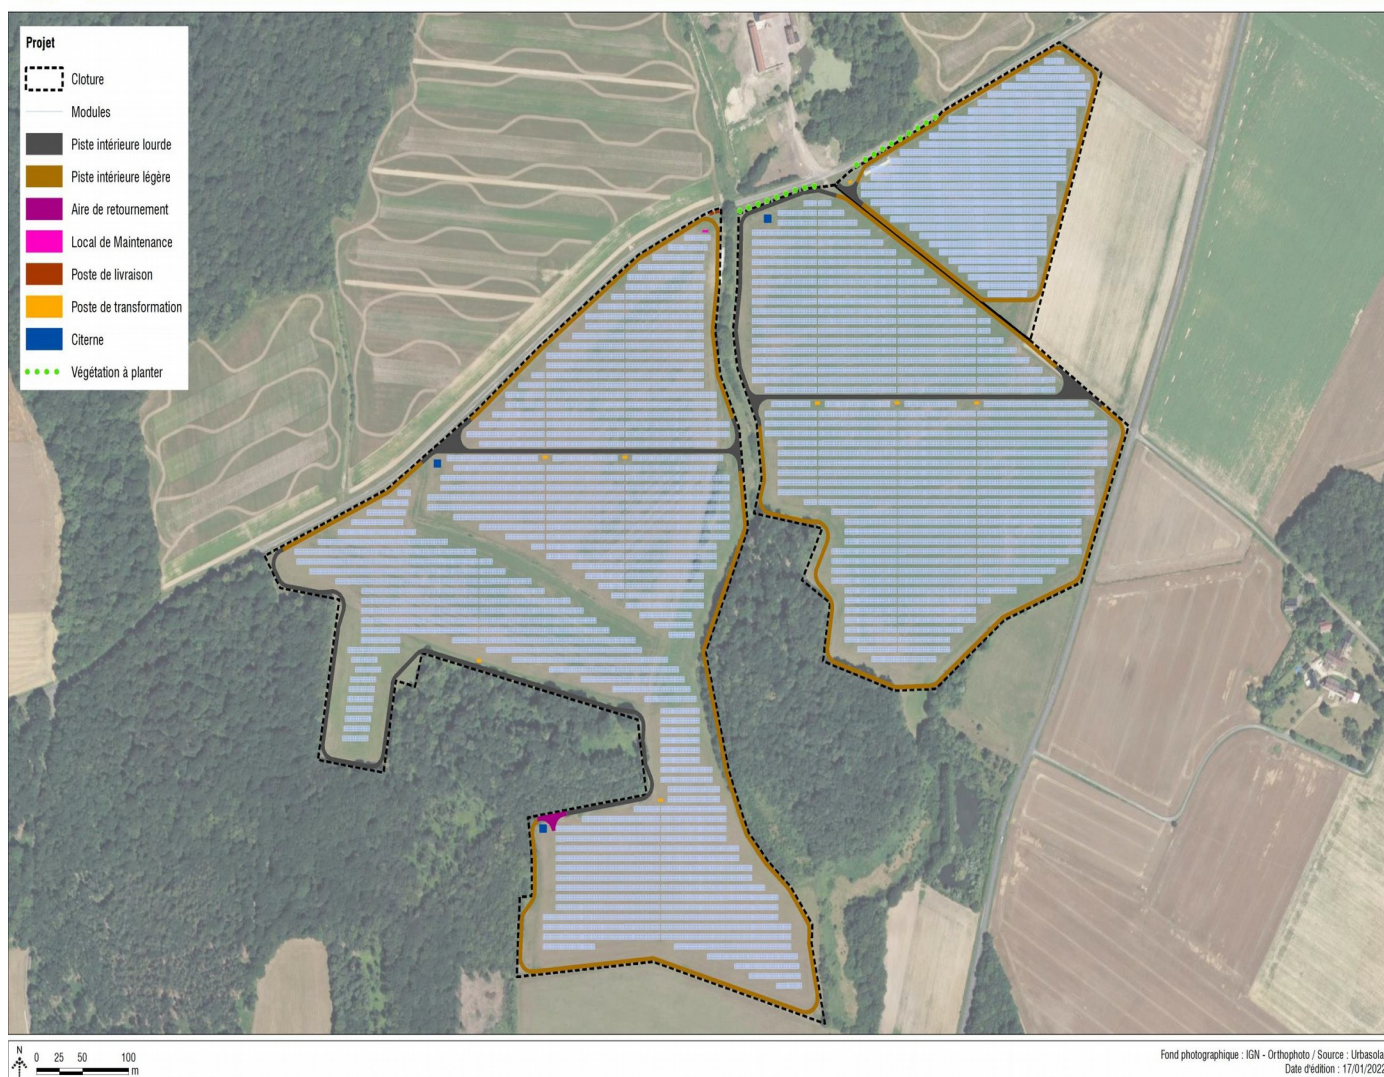 Projet
Cloture
Modules
Piste intérieure lourde
Piste intérieure légère
Aire de retournement
Local de Maintenance
Poste de livraison
Poste de transformation
Citerne
Végétation à planter
N
0 25 50 100
m
Fond photographique : IGN - Orthophoto / Source : Urbasola
Date d'édition : 17/01/2022